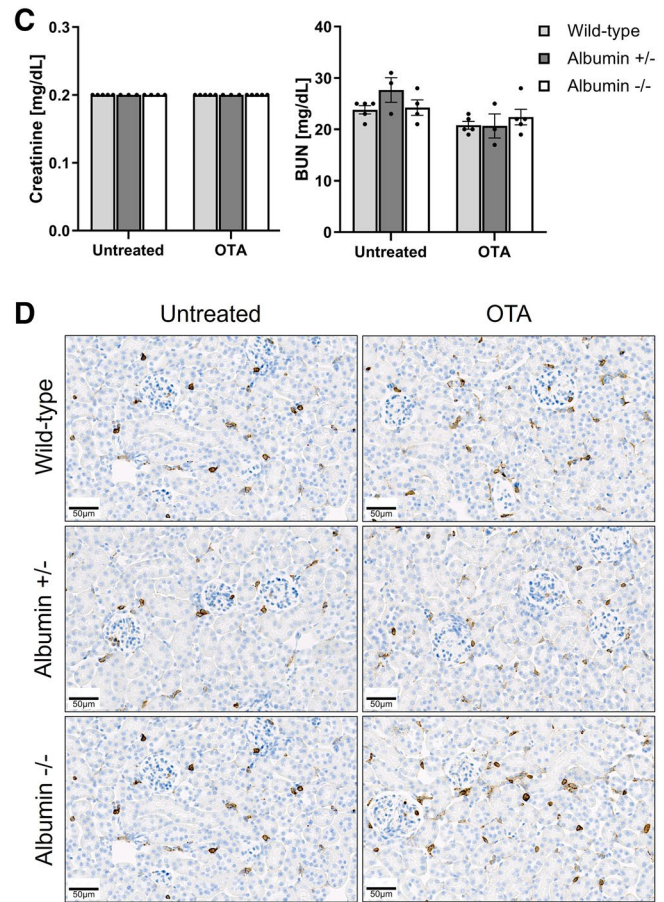 C
Creatinine [mg/dL]
0.3
0.2
0.1
0.0
Untreated
OTA
BUN [mg/dL]
40
30
20
10
0
Untreated
OTA
Wild-type
Albumin +/-
Albumin -/-
D
Untreated
OTA
Wild-type
50µm
50µm
Albumin +/-
50µm
50µm
Albumin -/-
50µm
50µm